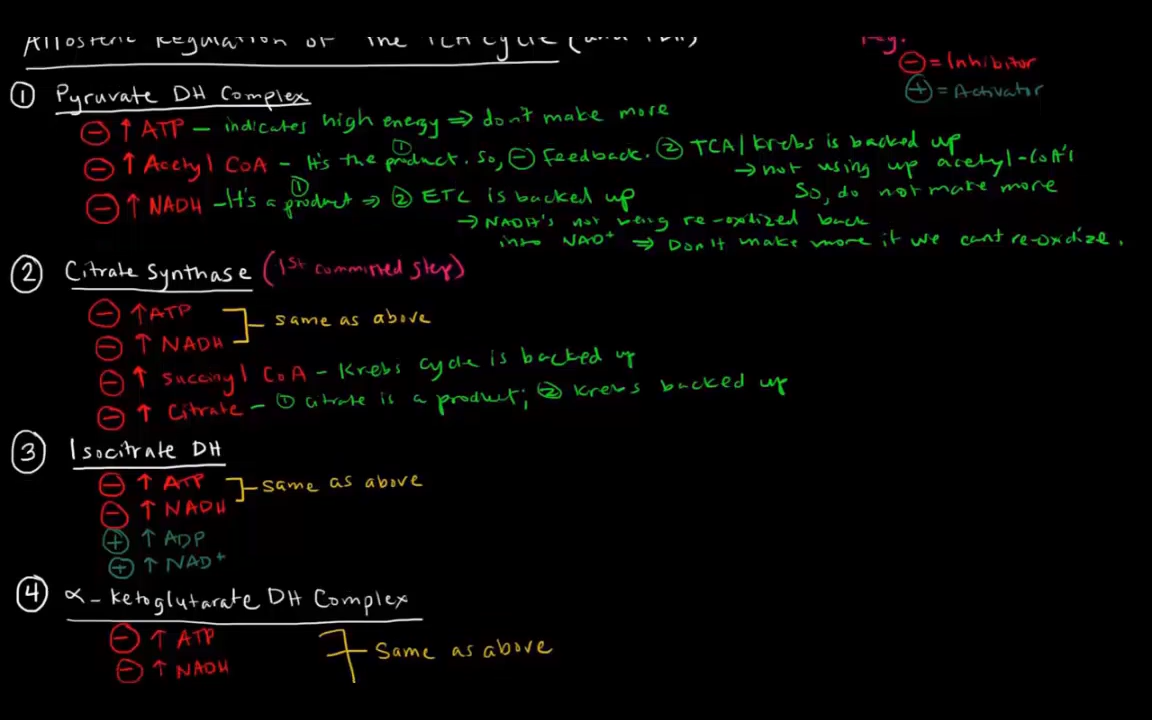 Allosteric Regulation of the TCA Cycle (and PDH)
Key:
⊖ = Inhibitor
⊕ = Activator
① Pyruvate DH Complex
⊖ ↑ ATP – indicates high energy ⇒ don't make more
⊖ ↑ Acetyl CoA – It's the ① product. So, ⊖ Feedback. ② TCA/Krebs is backed up
→ not using up acetyl-CoA's
So, do not make more
⊖ ↑ NADH – It's a ① product ⇒ ② ETC is backed up
→ NADH's not being re-oxidized back
into NAD⁺ ⇒ Don't make more if we cant re-oxidize.
② Citrate Synthase (1st committed step)
⊖ ↑ ATP
⊖ ↑ NADH
same as above
⊖ ↑ Succinyl CoA – Krebs cycle is backed up
⊖ ↑ Citrate – ① citrate is a product; ② Krebs backed up
③ Isocitrate DH
⊖ ↑ ATP
⊖ ↑ NADH
same as above
⊕ ↑ ADP
⊕ ↑ NAD⁺
④ α-ketoglutarate DH Complex
⊖ ↑ ATP
⊖ ↑ NADH
Same as above